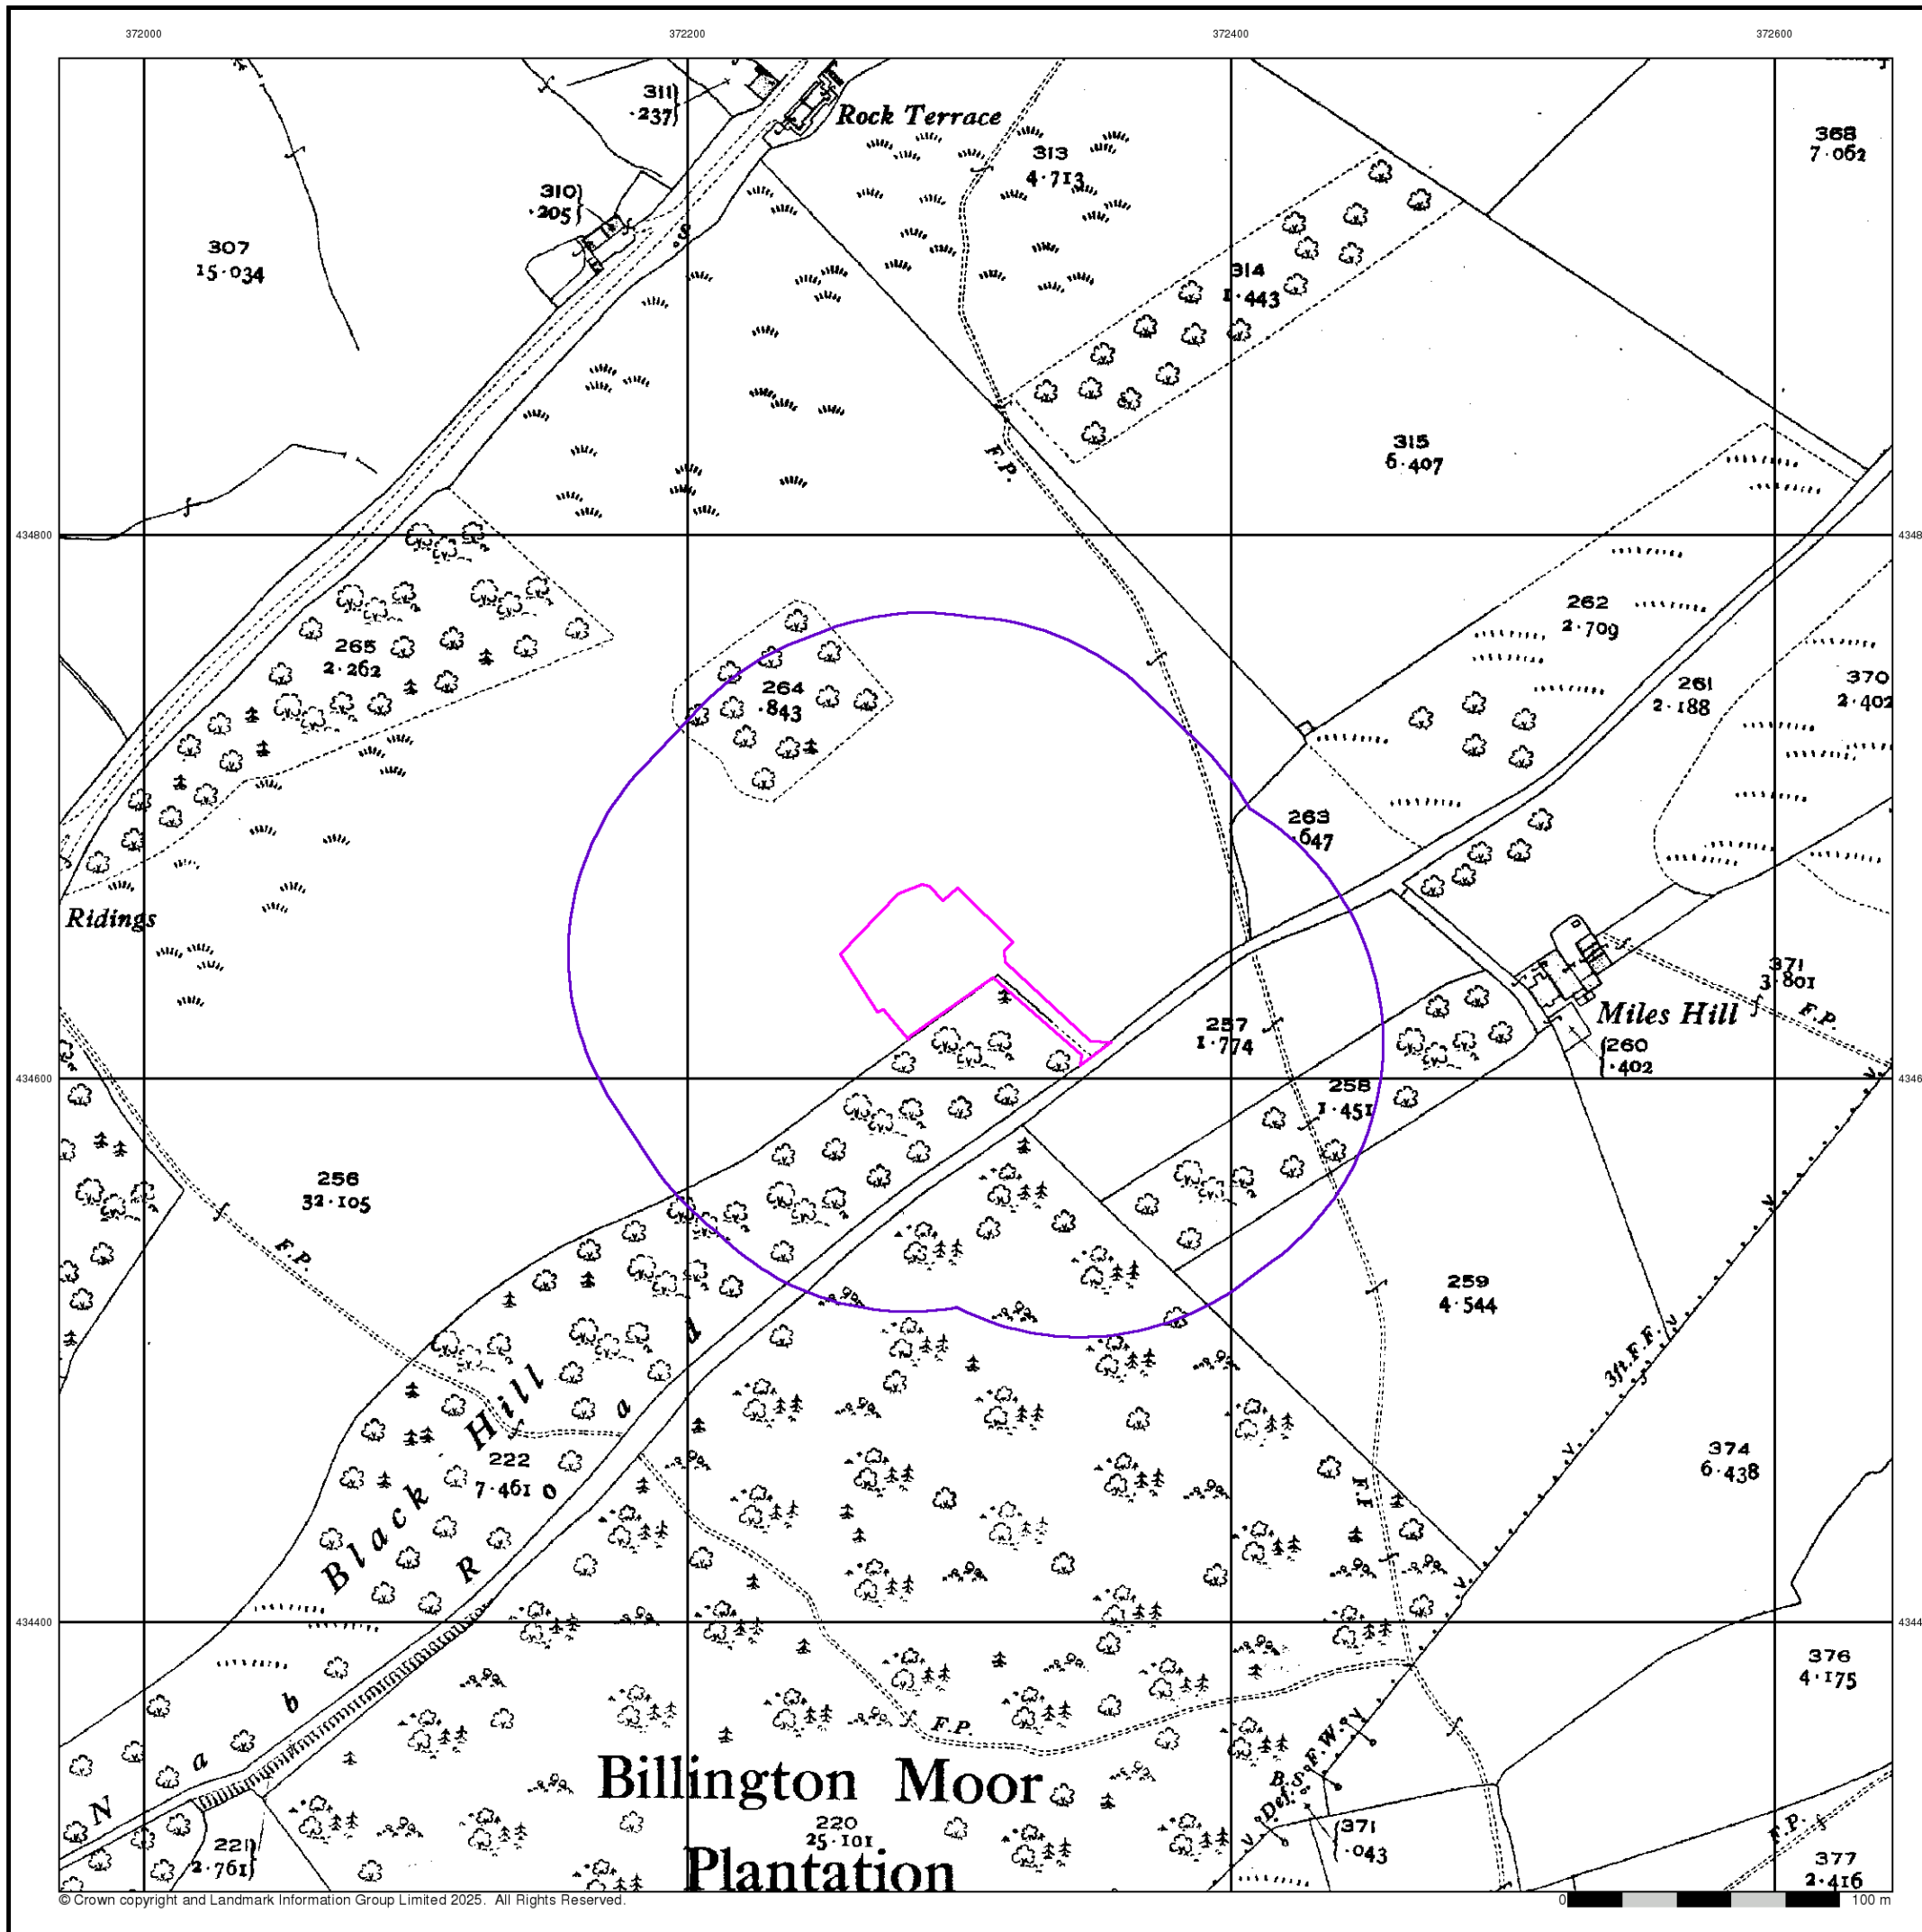 372000 372200 372400 372600
311
·237
Rock Terrace
313
4·713
368
7·062
310
·205
S
307
15·034
314
1·443
F.P.
315
6·407
434800
262
2·709
265
2·262
264
·843
261
2·188
370
2·402
263
·647
Ridings
371
3·801
F.P.
257
1·774
Miles Hill
260
·402
434600
258
1·451
256
32·105
F.P.
259
4·544
3ft.F.F.
222
7·461
374
6·438
Black Hill
Nab Road
434400
376
4·175
F.P.
B.S.
Def. F.W.
Billington Moor
220
25·101
Plantation
221
2·761
371
·043
F.P.
377
2·416
© Crown copyright and Landmark Information Group Limited 2025. All Rights Reserved.
0 100 m